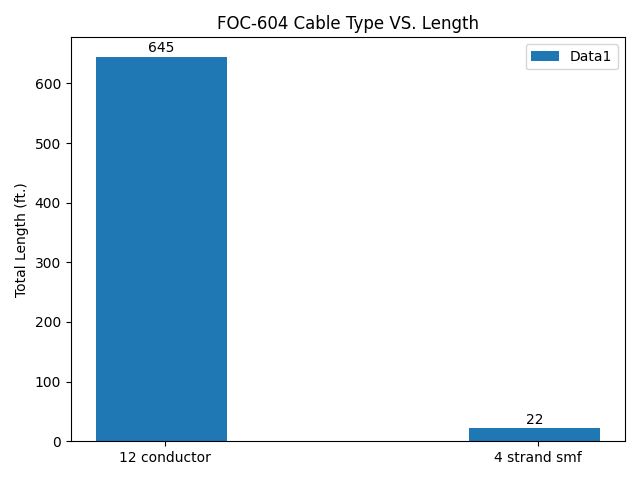 FOC-604 Cable Type VS. Length
Data1
645
22
Total Length (ft.)
600
500
400
300
200
100
0
12 conductor
4 strand smf